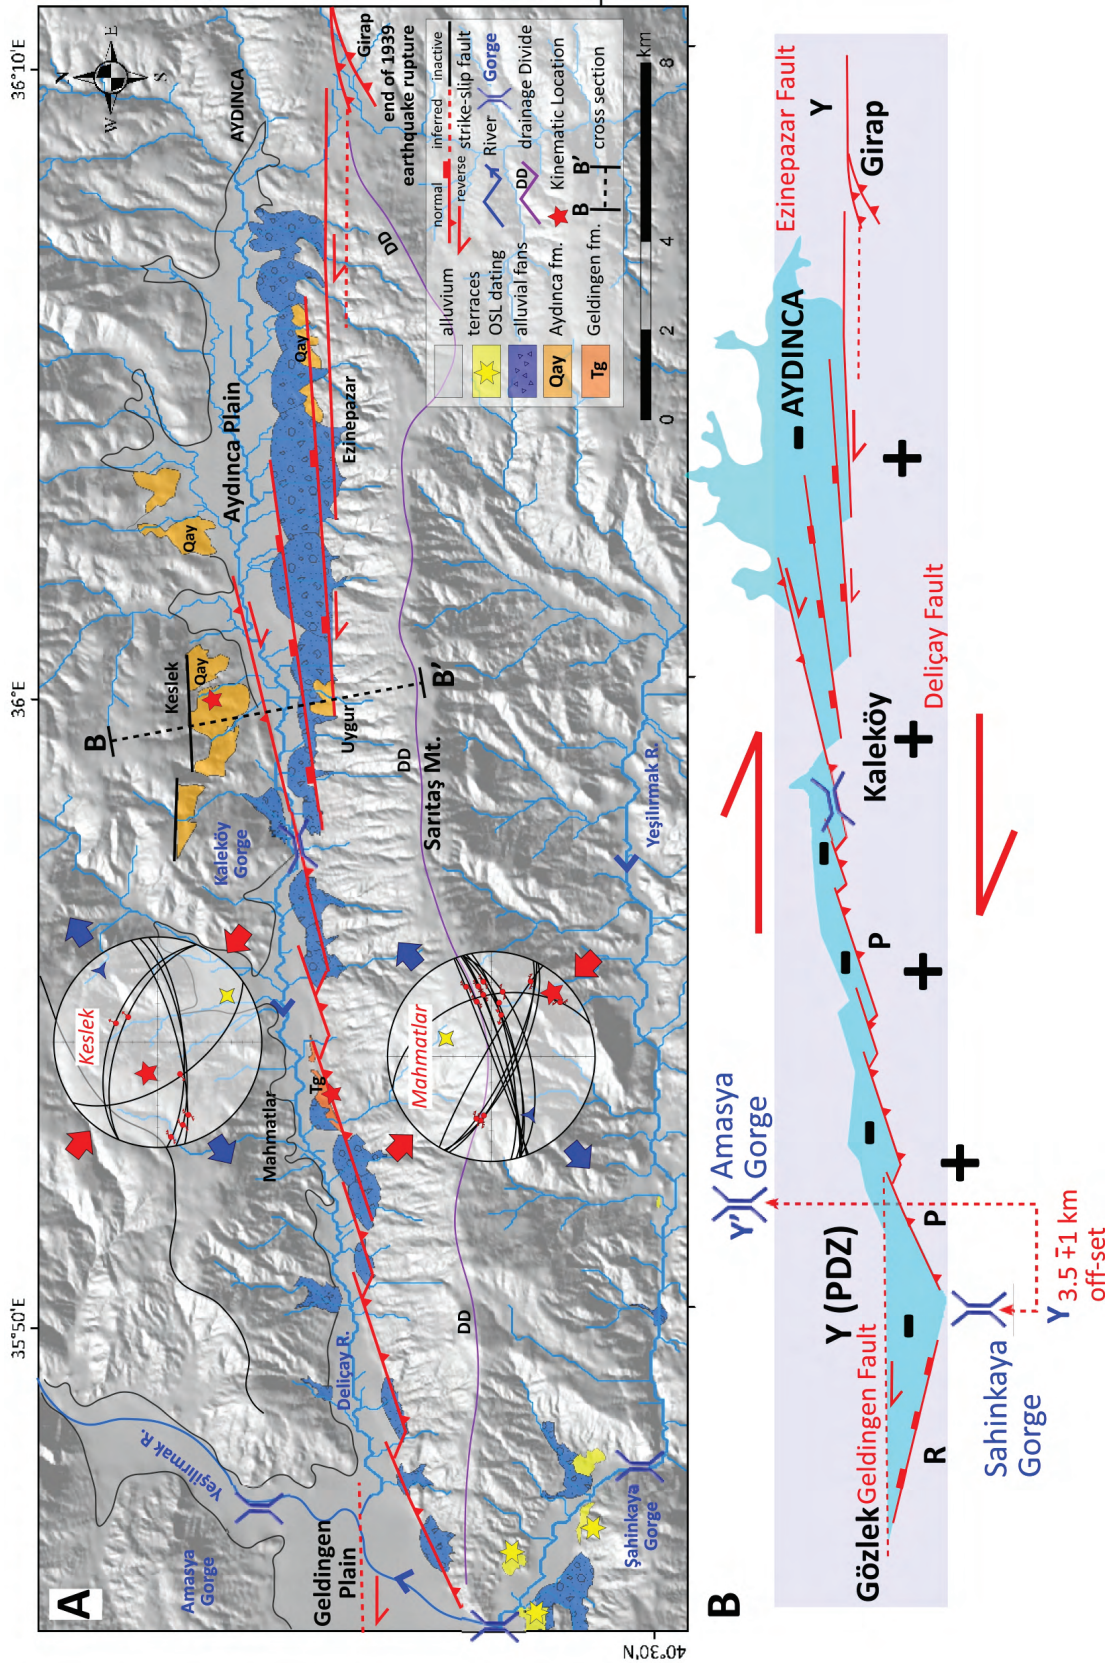 A
35°50'E
36°E
36°10'E
40°30'N
N
E
S
W
Amasya
Gorge
Yeşilırmak R.
Geldingen
Plain
Deliçay R.
Şahinkaya
Gorge
DD
Mahmatlar
Keslek
Mahmatlar
Tg
Kaleköy
Gorge
Keslek
Qay
B
B'
Uygur
DD
Sarıtaş Mt.
Yeşilırmak R.
Qay
Aydınca Plain
Qay
Ezinepazar
AYDINCA
DD
Girap
end of 1939
earthquake rupture
alluvium
terraces
OSL dating
alluvial fans
Qay
Aydınca fm.
Tg
Geldingen fm.
normal
inferred
inactive
reverse
strike-slip fault
River
Gorge
DD
drainage Divide
Kinematic Location
B
B'
cross section
0
2
4
8
km
B
Gözlek
Geldingen Fault
Y (PDZ)
R
Sahinkaya
Gorge
Y
3.5 ∓1 km
off-set
Y'
Amasya
Gorge
P
P
Kaleköy
Deliçay Fault
AYDINCA
Ezinepazar Fault
Y
Girap